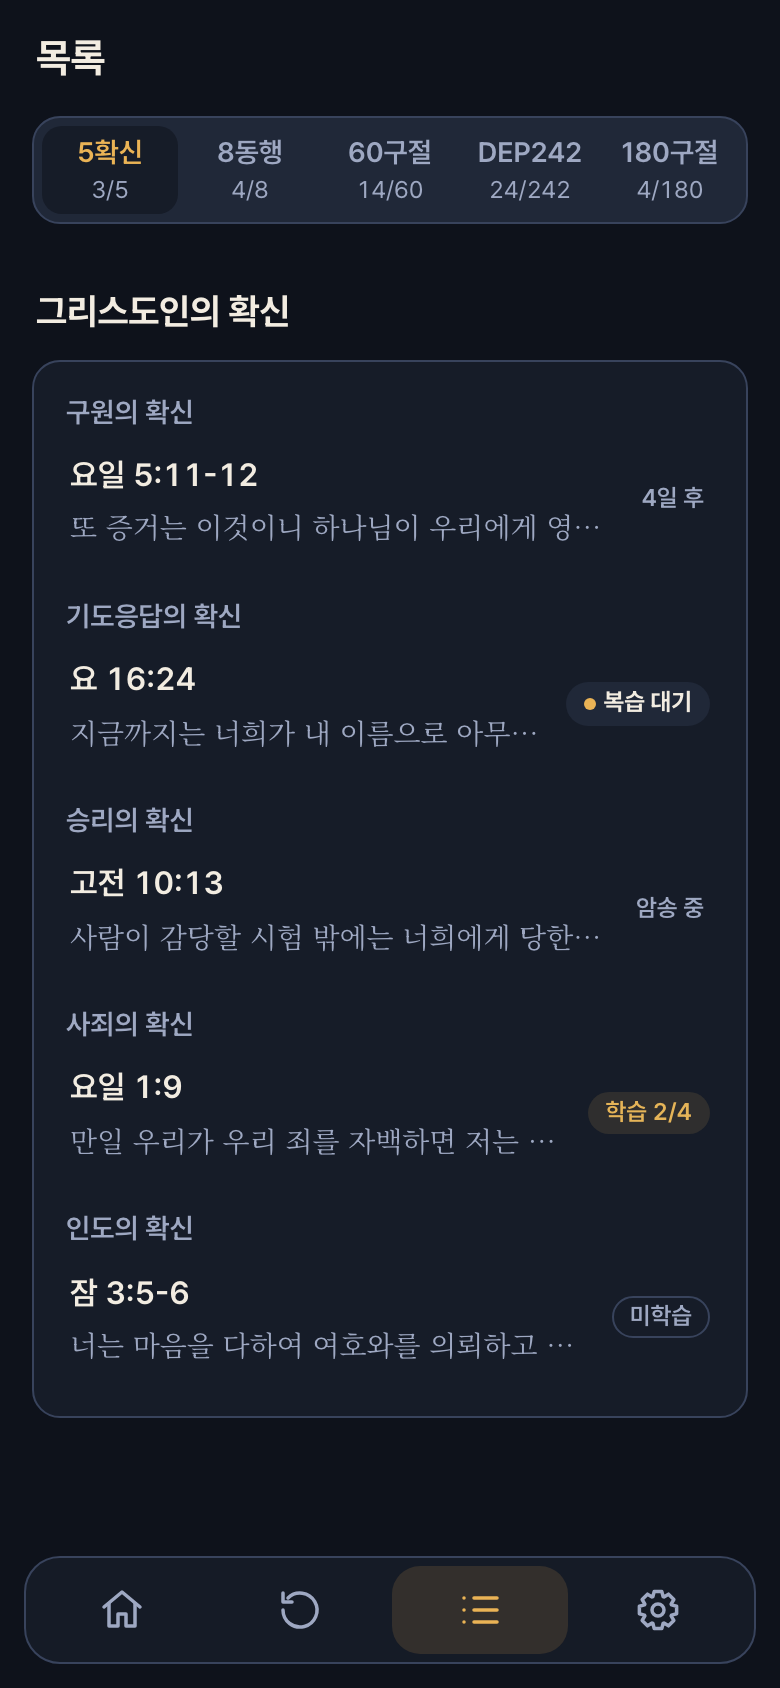 목록
5확신 8동행 60구절 DEP242 180구절
3/5 4/8 14/60 24/242 4/180
그리스도인의 확신
구원의 확신
요일 5:11-12
또 증거는 이것이니 하나님이 우리에게 영…
4일 후
기도응답의 확신
요 16:24
지금까지는 너희가 내 이름으로 아무…
복습 대기
승리의 확신
고전 10:13
사람이 감당할 시험 밖에는 너희에게 당한…
암송 중
사죄의 확신
요일 1:9
만일 우리가 우리 죄를 자백하면 저는 …
학습 2/4
인도의 확신
잠 3:5-6
너는 마음을 다하여 여호와를 의뢰하고 …
미학습